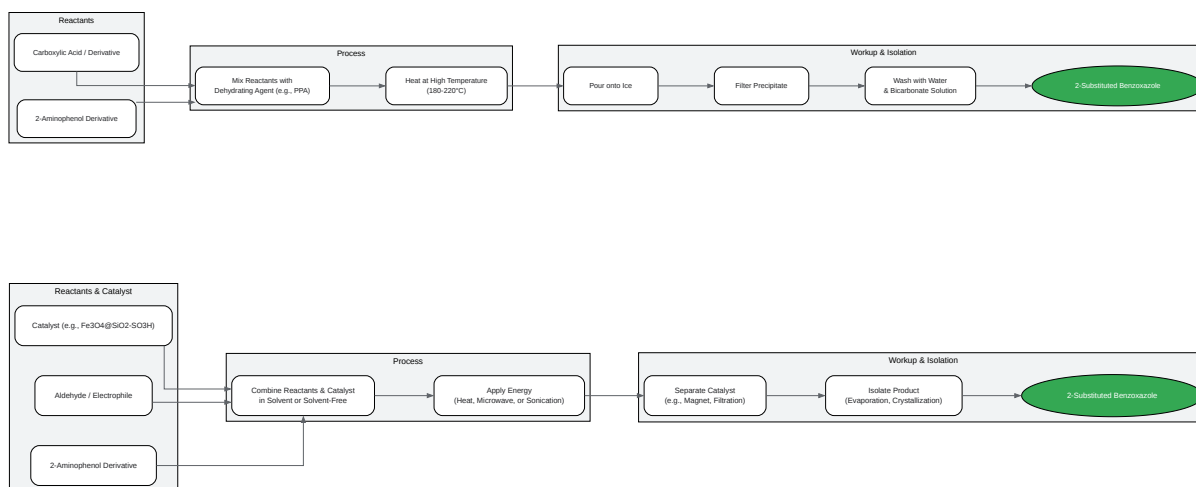 Reactants
Carboxylic Acid / Derivative
2-Aminophenol Derivative
Process
Mix Reactants with
Dehydrating Agent (e.g., PPA)
Heat at High Temperature
(180-220°C)
Workup & Isolation
Pour onto Ice
Filter Precipitate
Wash with Water
& Bicarbonate Solution
2-Substituted Benzoxazole
Reactants & Catalyst
Catalyst (e.g., Fe3O4@SiO2-SO3H)
Aldehyde / Electrophile
2-Aminophenol Derivative
Process
Combine Reactants & Catalyst
in Solvent or Solvent-Free
Apply Energy
(Heat, Microwave, or Sonication)
Workup & Isolation
Separate Catalyst
(e.g., Magnet, Filtration)
Isolate Product
(Evaporation, Crystallization)
2-Substituted Benzoxazole